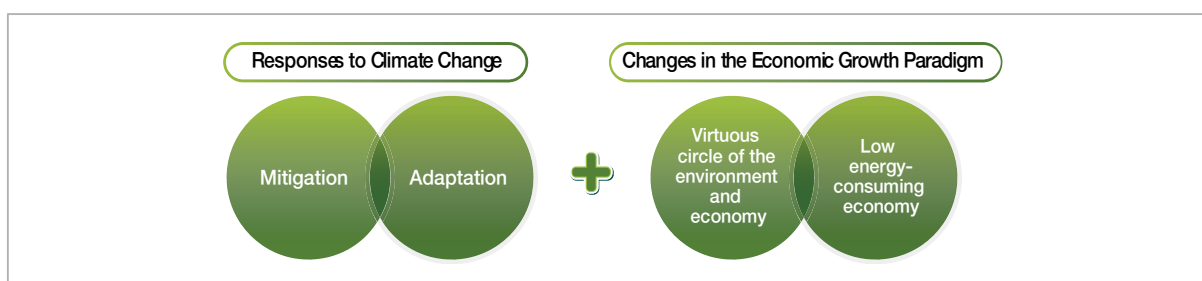 Responses to Climate Change
Changes in the Economic Growth Paradigm
Mitigation
Adaptation
Virtuous
circle of the
environment
and
economy
Low
energy-
consuming
economy